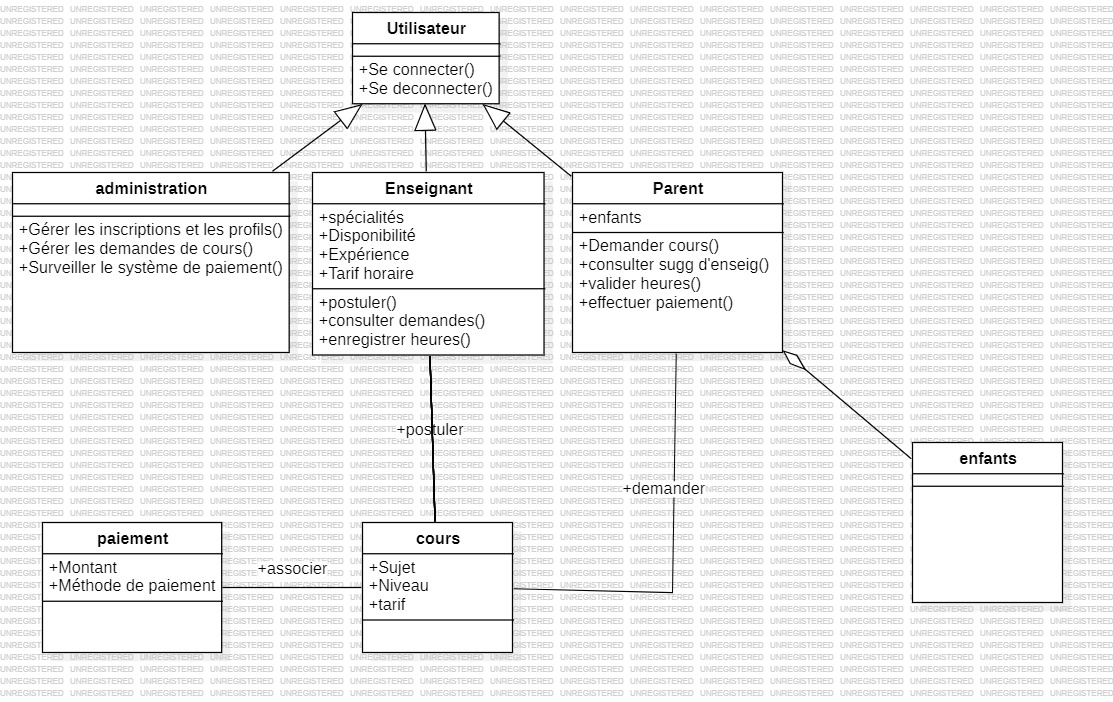 Utilisateur
+Se connecter()
+Se deconnecter()
administration
+Gérer les inscriptions et les profils()
+Gérer les demandes de cours()
+Surveiller le système de paiement()
Enseignant
+spécialités
+Disponibilité
+Expérience
+Tarif horaire
+postuler()
+consulter demandes()
+enregistrer heures()
Parent
+enfants
+Demander cours()
+consulter sugg d'enseig()
+valider heures()
+effectuer paiement()
+postuler
+demander
enfants
paiement
+Montant
+Méthode de paiement
+associer
cours
+Sujet
+Niveau
+tarif
UNREGISTERED